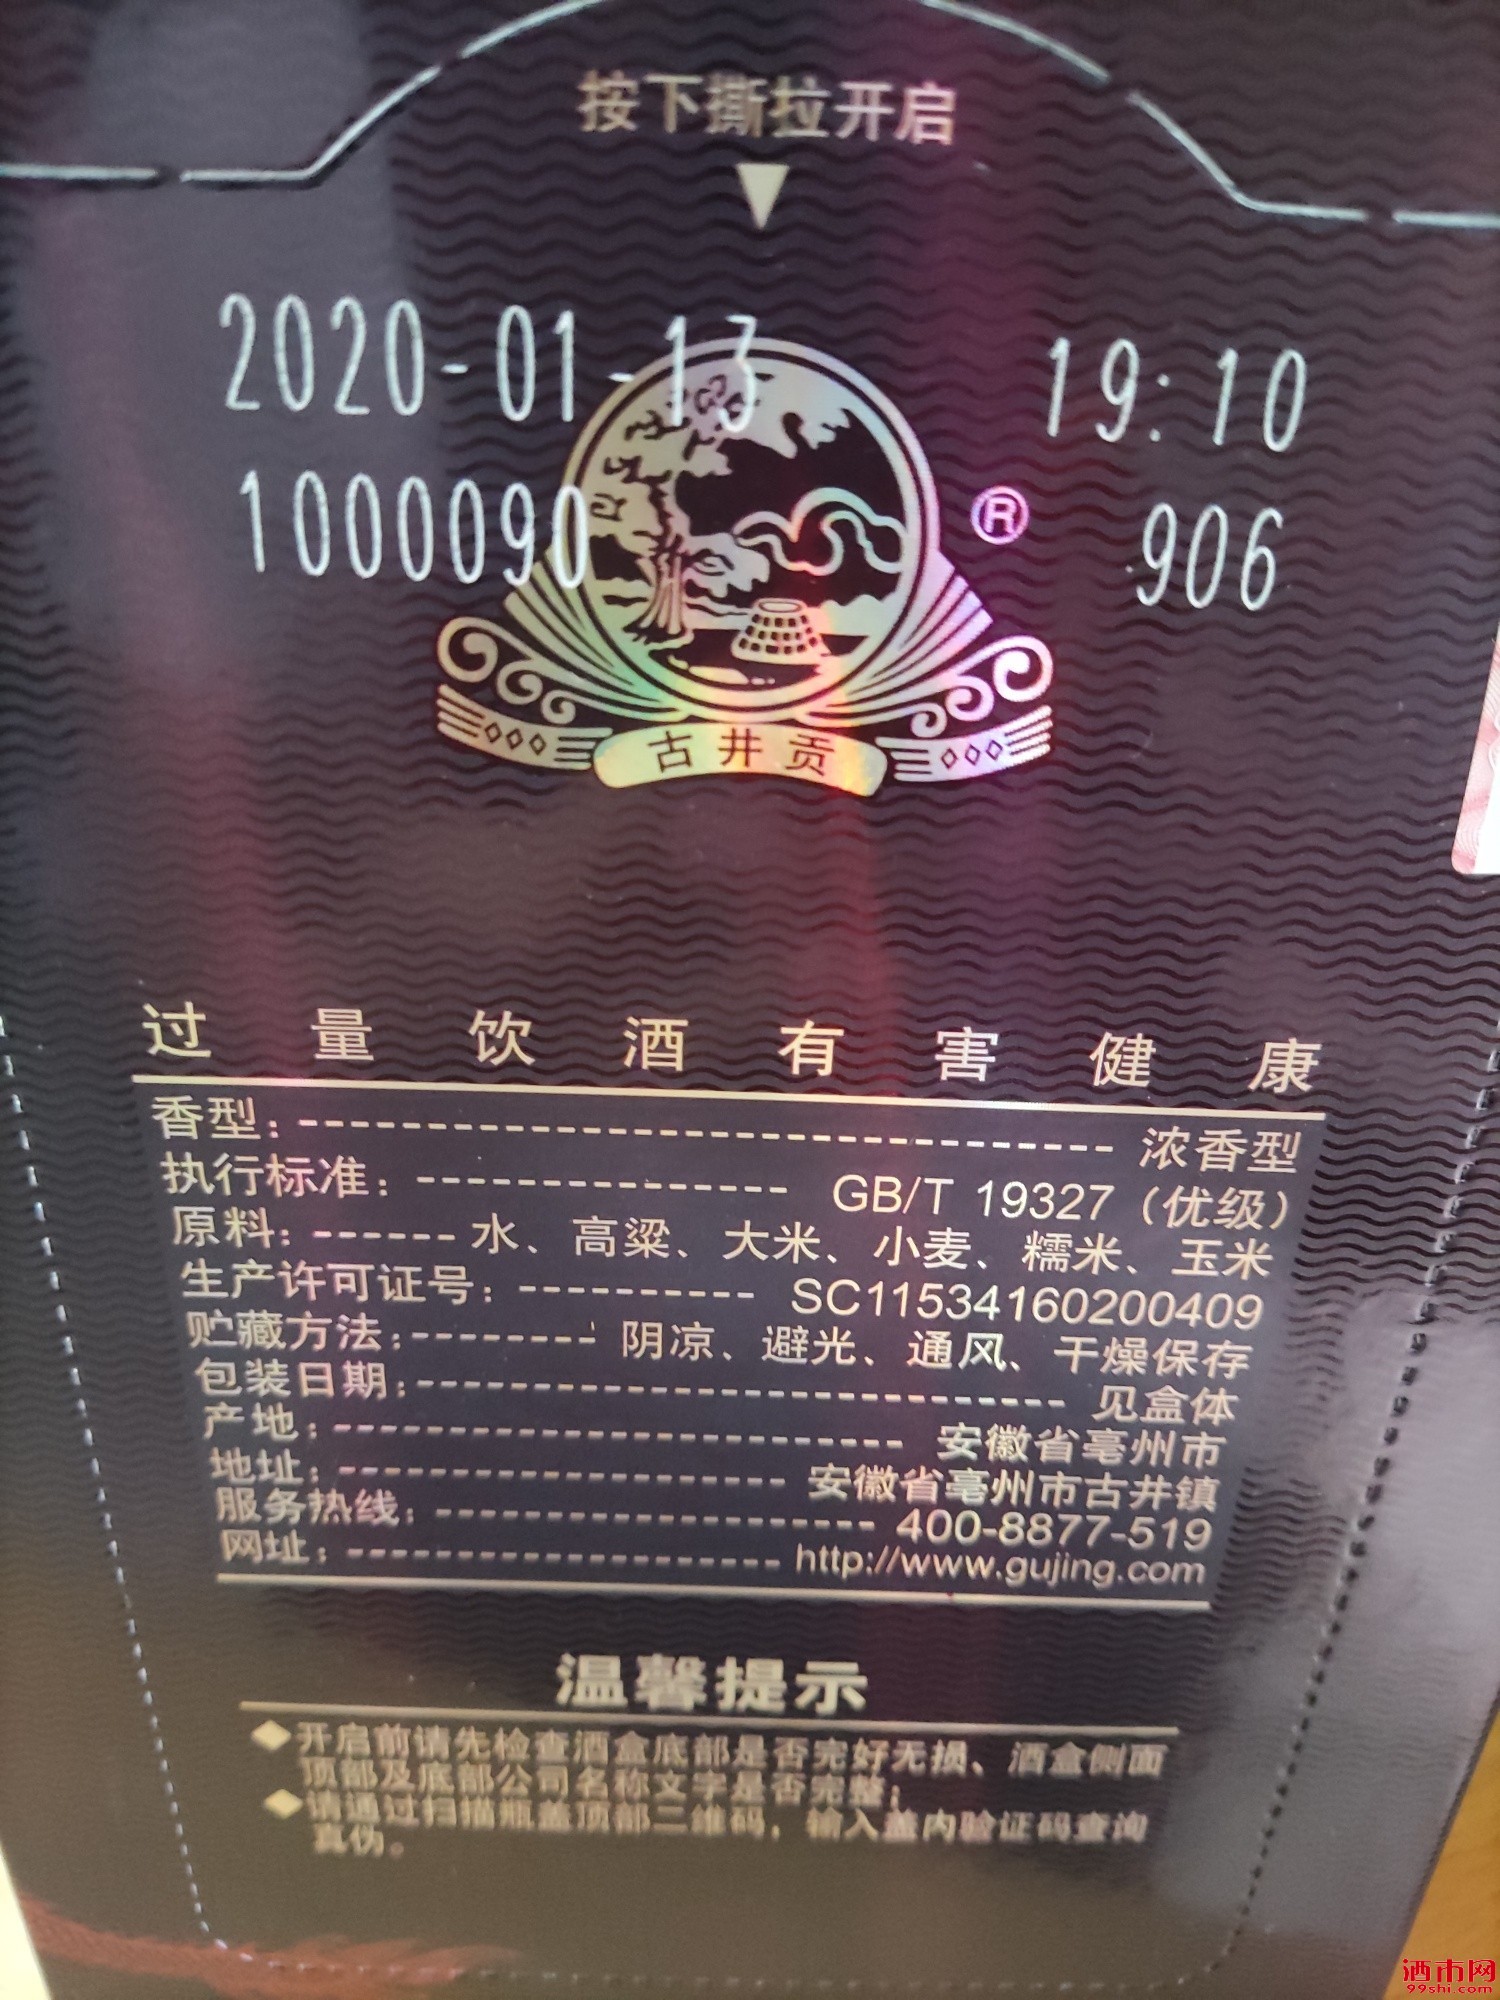 按下撕拉开启
2020-01-13 19:10
1000090 906
®
古井贡
过量饮酒有害健康
香型:--------------------------------浓香型
执行标准:---------------GB/T 19327(优级)
原料:------水、高粱、大米、小麦、糯米、玉米
生产许可证号:----------SC11534160200409
贮藏方法:--------阴凉、避光、通风、干燥保存
包装日期:----------------------------见盒体
产地:-------------------------安徽省亳州市
地址:--------------------安徽省亳州市古井镇
服务热线:--------------------400-8877-519
网址:---------------------http://www.gujing.com
温馨提示
◆开启前请先检查酒盒底部是否完好无损、酒盒侧面
顶部及底部公司名称文字是否完整;
◆请通过扫描瓶盖顶部二维码,输入盖内验证码查询
真伪。
酒市网
99shi.com